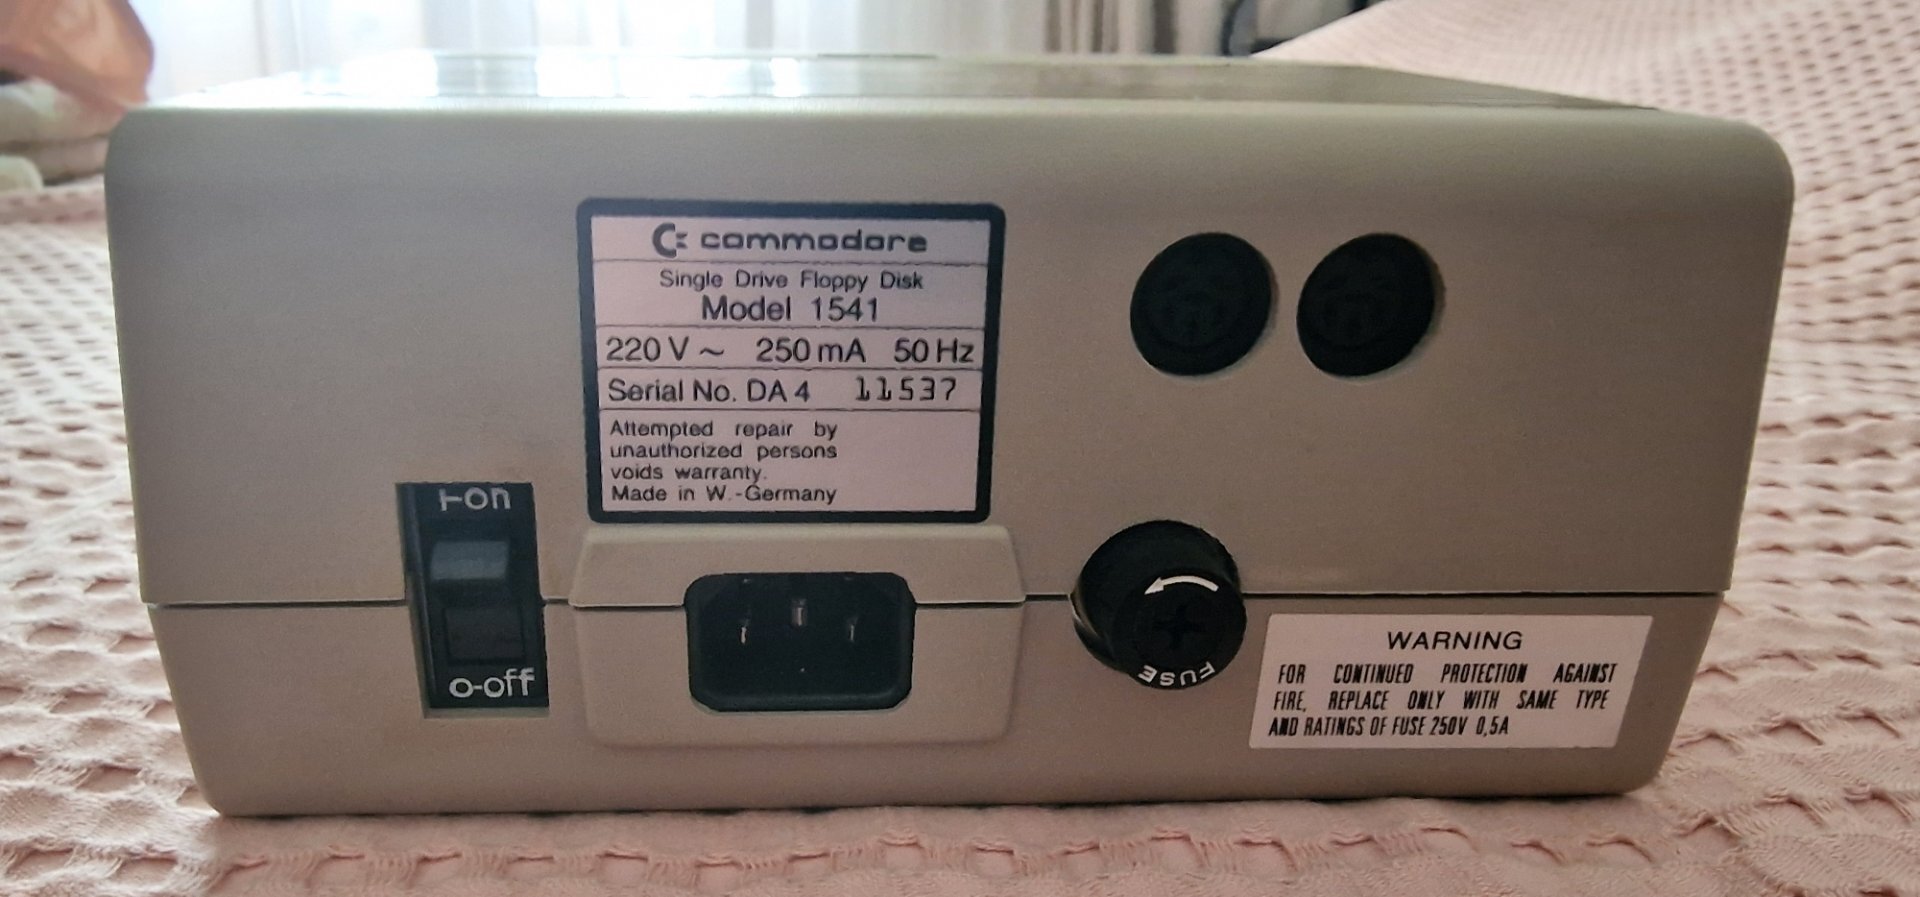 commodore
Single Drive Floppy Disk
Model 1541
220 V ~ 250 mA 50 Hz
Serial No. DA 4 11537
Attempted repair by
unauthorized persons
voids warranty.
Made in W.-Germany
I-on
o-off
FUSE
WARNING
FOR CONTINUED PROTECTION AGAINST
FIRE, REPLACE ONLY WITH SAME TYPE
AND RATINGS OF FUSE 250V 0,5A